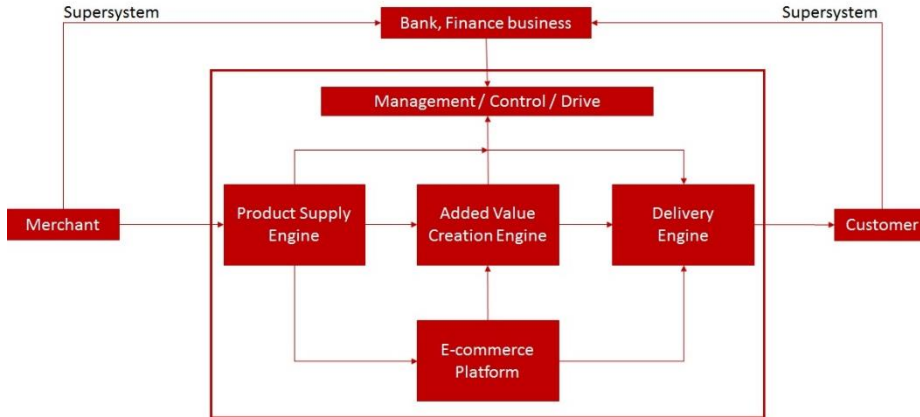 Supersystem
Bank, Finance business
Supersystem
Management / Control / Drive
Merchant
Product Supply
Engine
Added Value
Creation Engine
Delivery
Engine
Customer
E-commerce
Platform